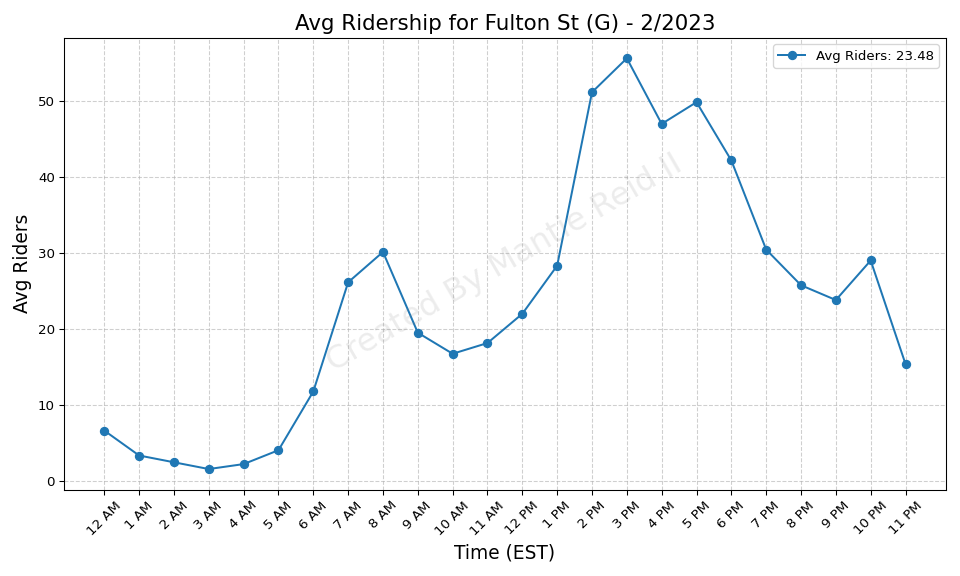 Avg Ridership for Fulton St (G) - 2/2023
Avg Riders: 23.48
Avg Riders
50
40
30
20
10
0
Created By Mantie Reid II
12 AM
1 AM
2 AM
3 AM
4 AM
5 AM
6 AM
7 AM
8 AM
9 AM
10 AM
11 AM
12 PM
1 PM
2 PM
3 PM
4 PM
5 PM
6 PM
7 PM
8 PM
9 PM
10 PM
11 PM
Time (EST)